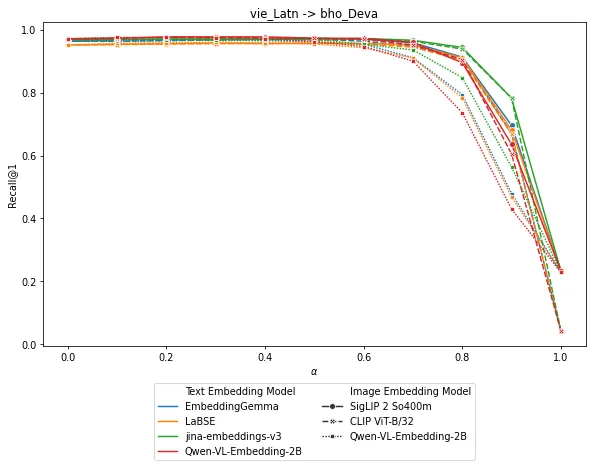 vie_Latn -> bho_Deva
Recall@1
1.0
0.8
0.6
0.4
0.2
0.0
0.0 0.2 0.4 0.6 0.8 1.0
α
Text Embedding Model
EmbeddingGemma
LaBSE
jina-embeddings-v3
Qwen-VL-Embedding-2B
Image Embedding Model
SigLIP 2 So400m
CLIP ViT-B/32
Qwen-VL-Embedding-2B